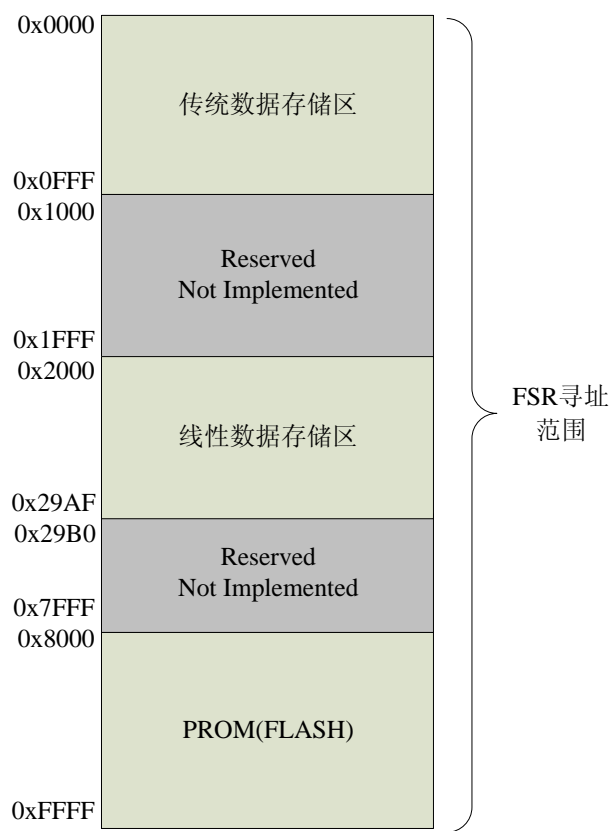 0x0000
传统数据存储区
0x0FFF
0x1000
Reserved
Not Implemented
0x1FFF
0x2000
线性数据存储区
0x29AF
0x29B0
Reserved
Not Implemented
0x7FFF
0x8000
PROM(FLASH)
0xFFFF
FSR寻址
范围